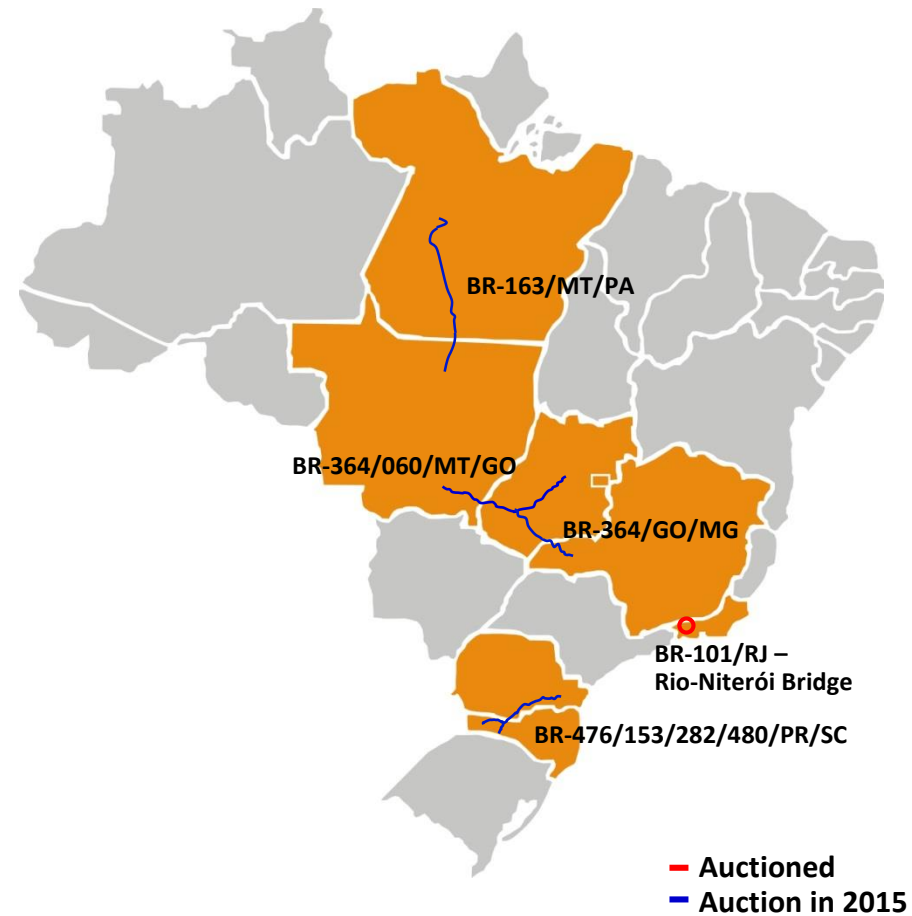 BR-163/MT/PA
BR-364/060/MT/GO
BR-364/GO/MG
BR-101/RJ –
Rio-Niterói Bridge
BR-476/153/282/480/PR/SC
Auctioned
Auction in 2015